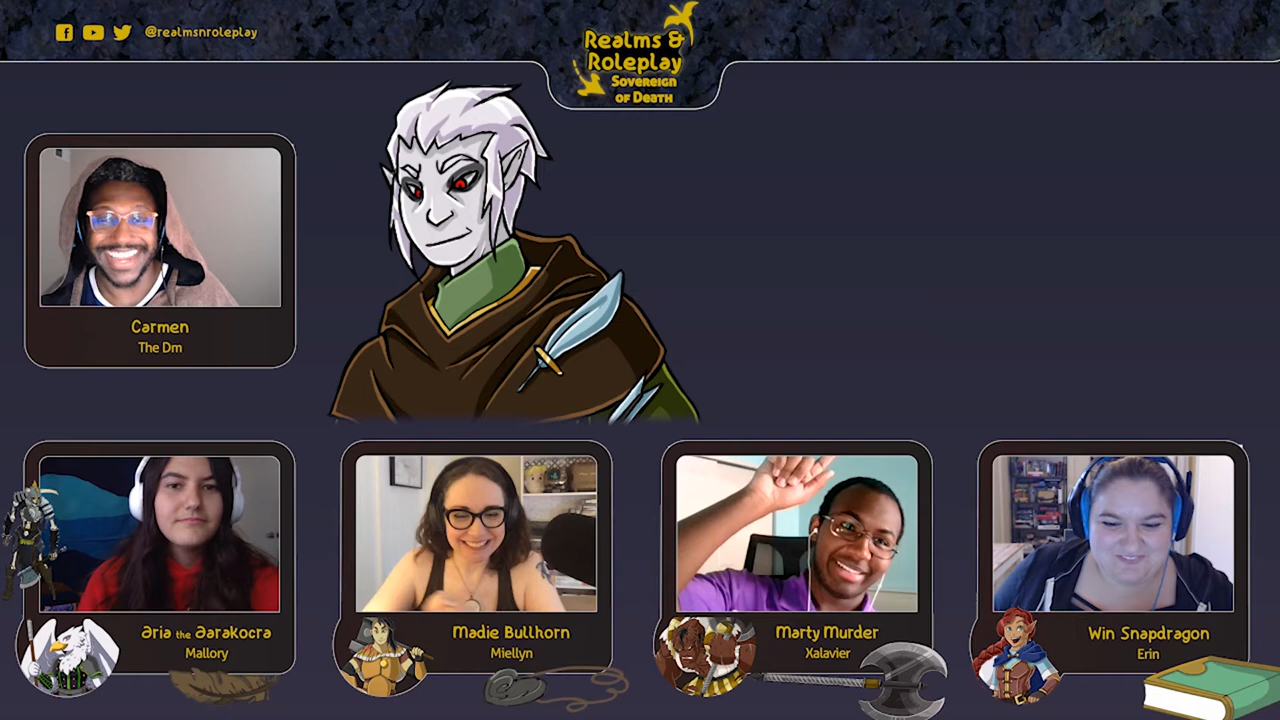 @realmsnroleplay
Realms &
Roleplay
Sovereign
of Death
Carmen
The Dm
Aria the Aarakocra
Mallory
Madie Bullhorn
Miellyn
Marty Murder
Xalavier
Win Snapdragon
Erin